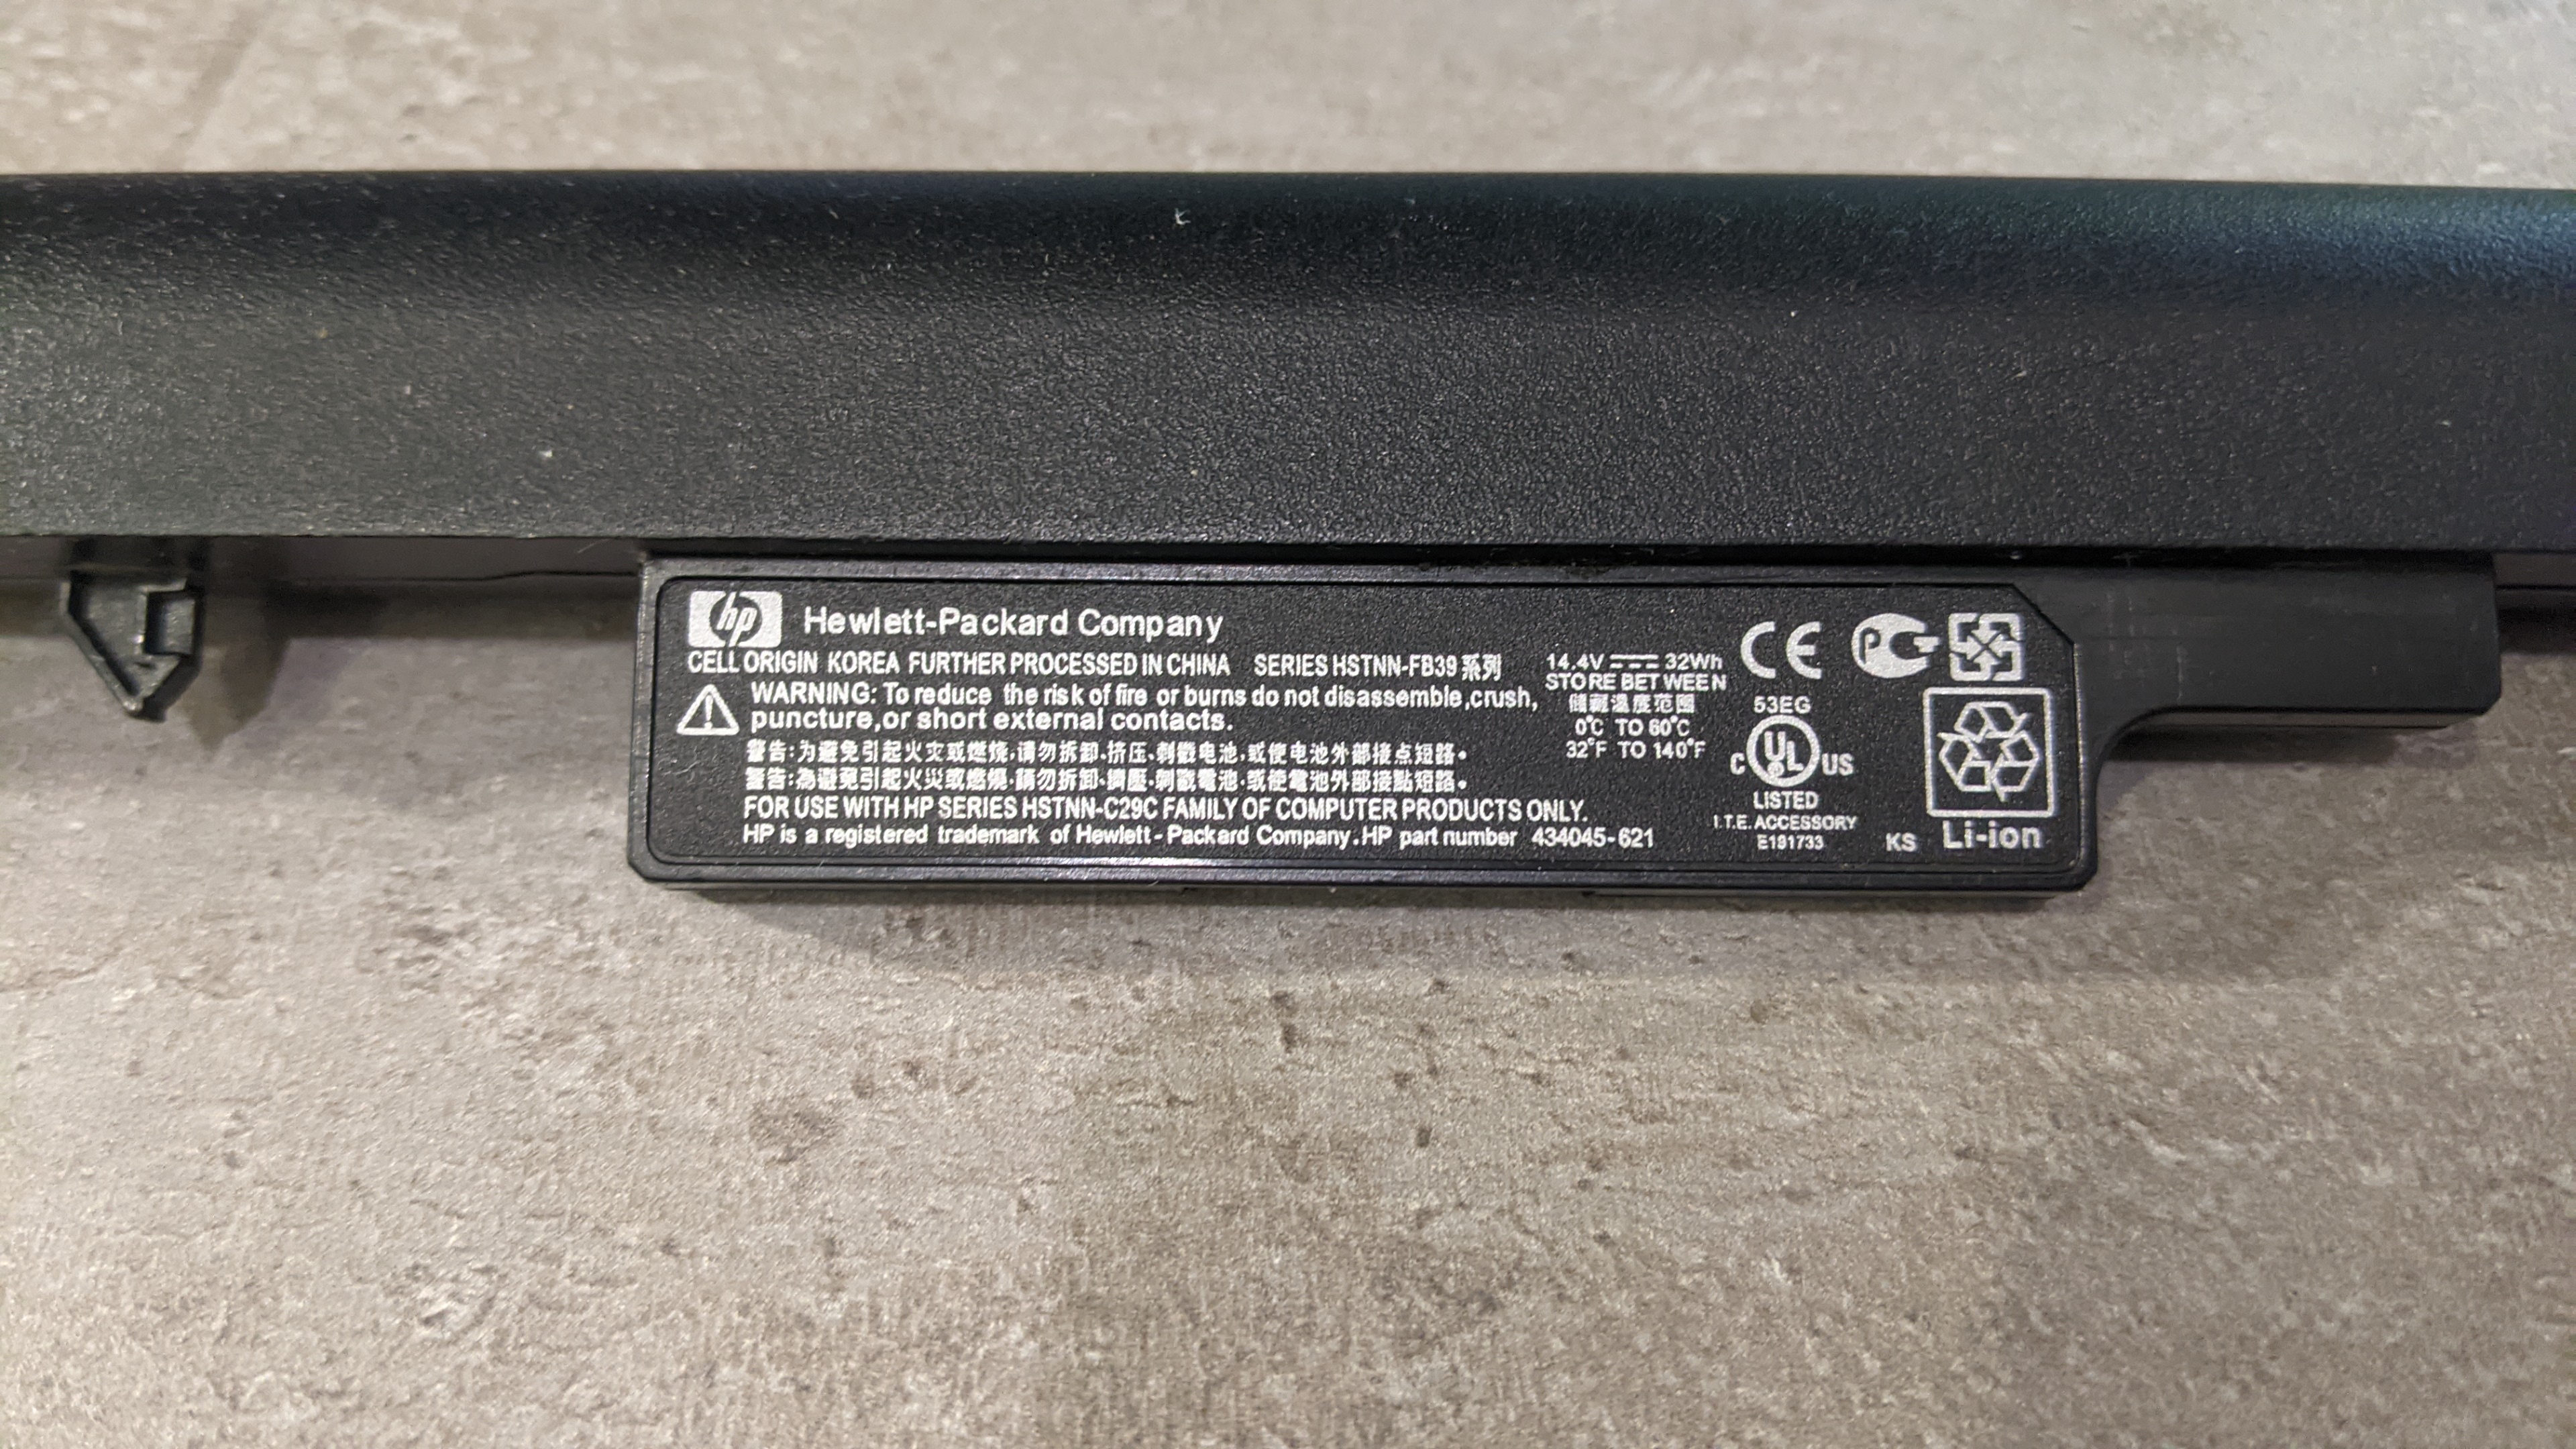 hp Hewlett-Packard Company
CELL ORIGIN KOREA FURTHER PROCESSED IN CHINA SERIES HSTNN-FB39 系列
WARNING: To reduce the risk of fire or burns do not disassemble,crush,
puncture,or short external contacts.
警告:为避免引起火灾或燃烧,请勿拆卸、挤压、刺戳电池,或使电池外部接点短路。
警告:為避免引起火災或燃燒,請勿拆卸、擠壓、刺戳電池,或使電池外部接點短路。
FOR USE WITH HP SERIES HSTNN-C29C FAMILY OF COMPUTER PRODUCTS ONLY.
HP is a registered trademark of Hewlett-Packard Company.HP part number 434045-621
14.4V 32Wh
STORE BETWEEN
储藏温度范围
0°C TO 60°C
32°F TO 140°F
CE
PC
53EG
C UL US
LISTED
I.T.E. ACCESSORY
E191733
KS
Li-ion